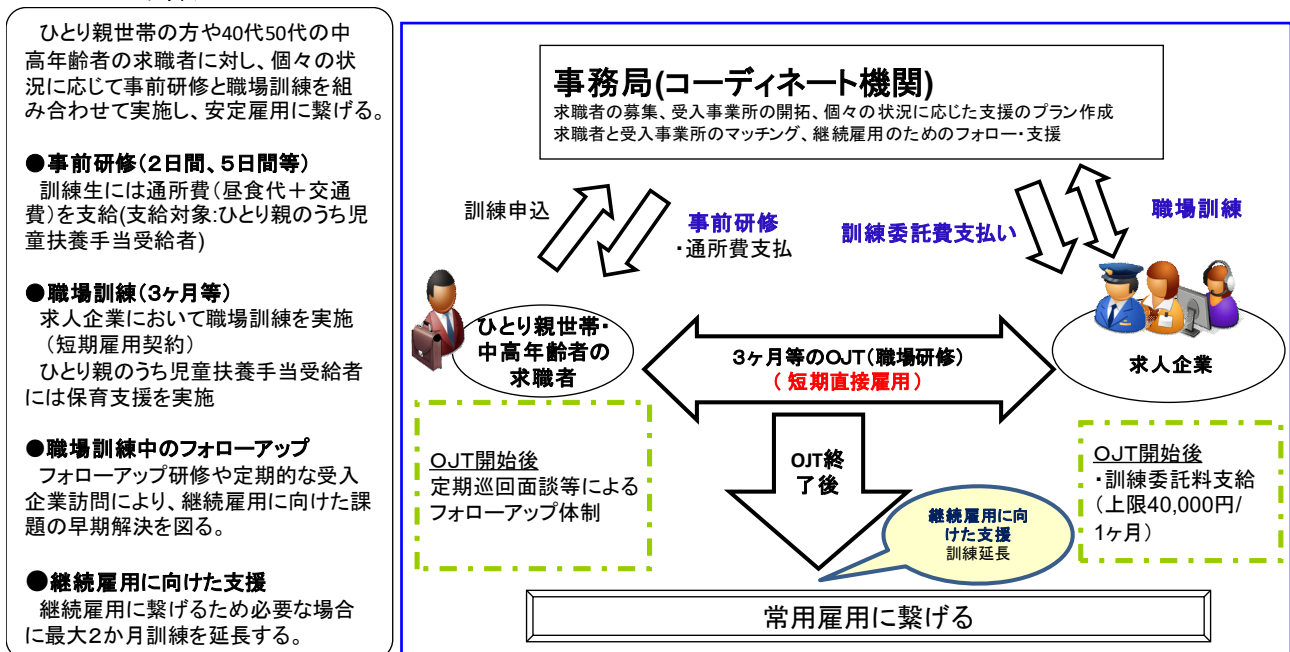 ひとり親世帯の方や40代50代の中
高年齢者の求職者に対し、個々の状
況に応じて事前研修と職場訓練を組
み合わせて実施し、安定雇用に繋げる。
●事前研修(2日間、5日間等)
訓練生には通所費(昼食代+交通
費)を支給(支給対象:ひとり親のうち児
童扶養手当受給者)
●職場訓練(3ヶ月等)
求人企業において職場訓練を実施
(短期雇用契約)
ひとり親のうち児童扶養手当受給者
には保育支援を実施
●職場訓練中のフォローアップ
フォローアップ研修や定期的な受入
企業訪問により、継続雇用に向けた課
題の早期解決を図る。
●継続雇用に向けた支援
継続雇用に繋げるため必要な場合
に最大2か月訓練を延長する。
事務局(コーディネート機関)
求職者の募集、受入事業所の開拓、個々の状況に応じた支援のプラン作成
求職者と受入事業所のマッチング、継続雇用のためのフォロー・支援
訓練申込
事前研修
・通所費支払
訓練委託費支払い
職場訓練
ひとり親世帯・
中高年齢者の
求職者
3ヶ月等のOJT(職場研修)
(短期直接雇用)
求人企業
OJT開始後
定期巡回面談等による
フォローアップ体制
OJT終
了後
継続雇用に向
けた支援
訓練延長
OJT開始後
・訓練委託料支給
(上限40,000円/
1ヶ月)
常用雇用に繋げる